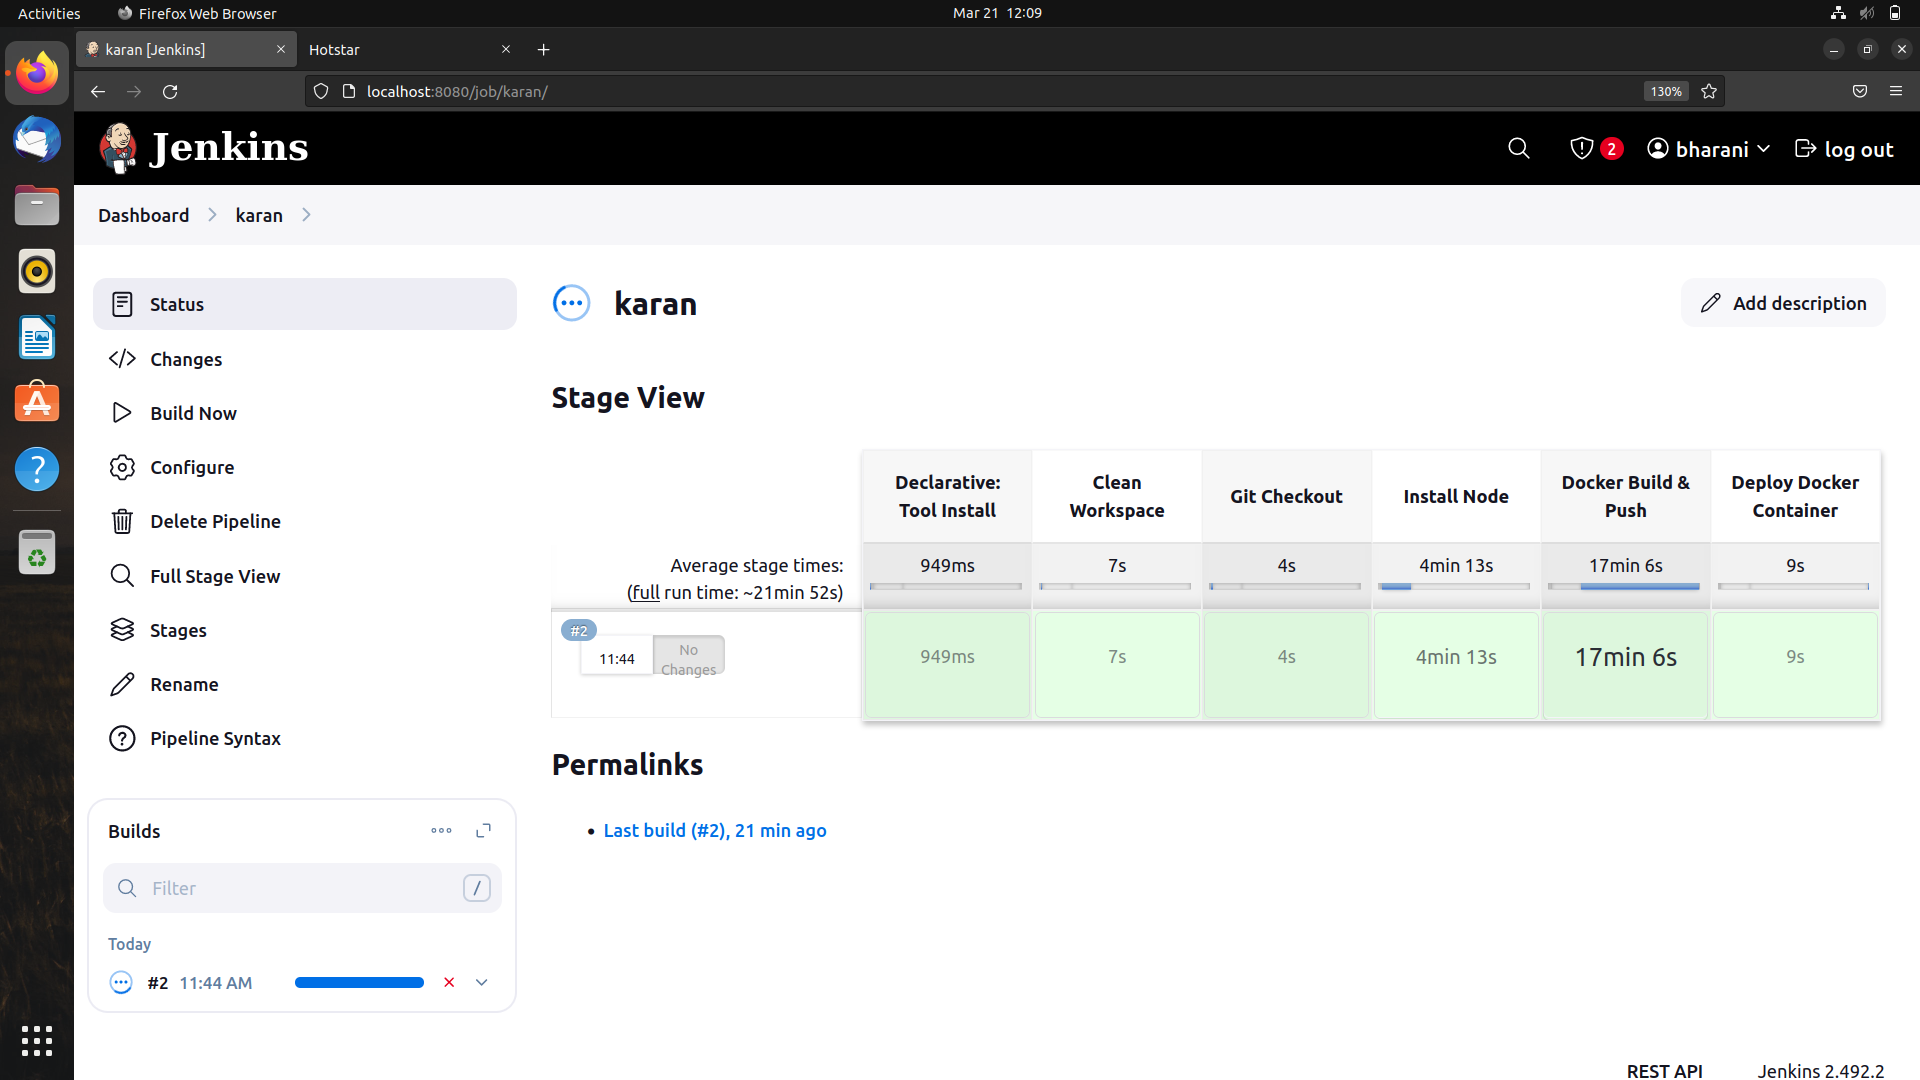 Activities
Firefox Web Browser
Mar 21 12:09
karan [Jenkins]
Hotstar
localhost:8080/job/karan/
130%
Jenkins
2
bharani
log out
Dashboard
karan
Status
Changes
Build Now
Configure
Delete Pipeline
Full Stage View
Stages
Rename
Pipeline Syntax
Builds
Filter
/
Today
#2 11:44 AM
karan
Add description
Stage View
Declarative: Tool Install
Clean Workspace
Git Checkout
Install Node
Docker Build & Push
Deploy Docker Container
Average stage times:
(full run time: ~21min 52s)
949ms
7s
4s
4min 13s
17min 6s
9s
#2
11:44
No Changes
949ms
7s
4s
4min 13s
17min 6s
9s
Permalinks
Last build (#2), 21 min ago
REST API
Jenkins 2.492.2